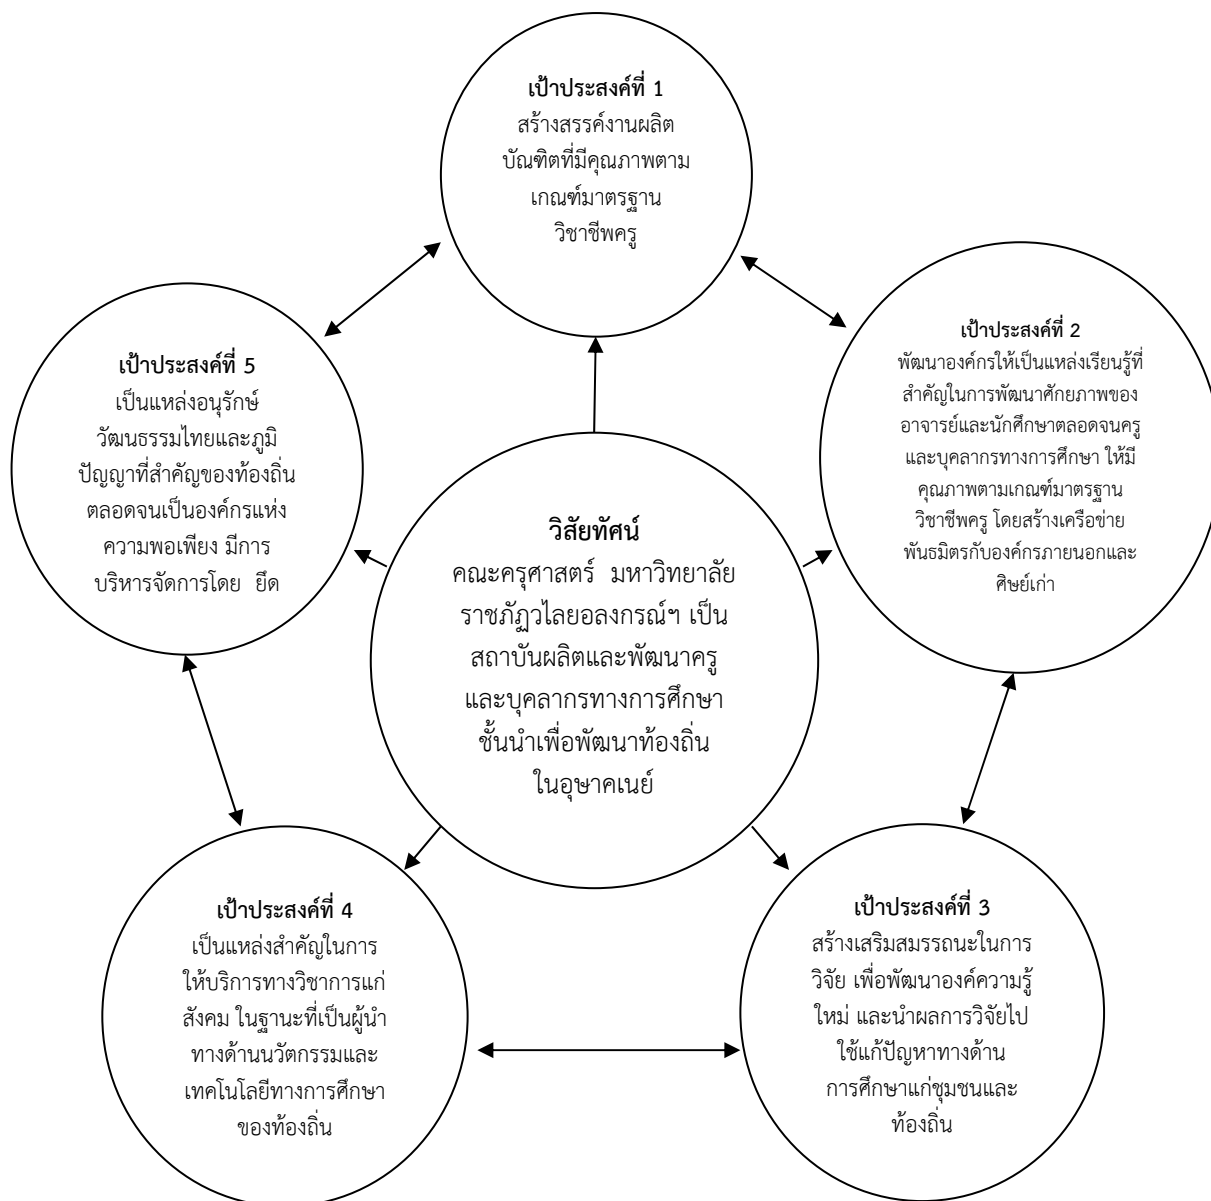 เป้าประสงค์ที่ 1
สร้างสรรค์งานผลิต
บัณฑิตที่มีคุณภาพตาม
เกณฑ์มาตรฐาน
วิชาชีพครู
เป้าประสงค์ที่ 2
พัฒนาองค์กรให้เป็นแหล่งเรียนรู้ที่
สำคัญในการพัฒนาศักยภาพของ
อาจารย์และนักศึกษาตลอดจนครู
และบุคลากรทางการศึกษา ให้มี
คุณภาพตามเกณฑ์มาตรฐาน
วิชาชีพครู โดยสร้างเครือข่าย
พันธมิตรกับองค์กรภายนอกและ
ศิษย์เก่า
เป้าประสงค์ที่ 5
เป็นแหล่งอนุรักษ์
วัฒนธรรมไทยและภูมิ
ปัญญาที่สำคัญของท้องถิ่น
ตลอดจนเป็นองค์กรแห่ง
ความพอเพียง มีการ
บริหารจัดการโดย ยึด
วิสัยทัศน์
คณะครุศาสตร์ มหาวิทยาลัย
ราชภัฏวไลยอลงกรณ์ฯ เป็น
สถาบันผลิตและพัฒนาครู
และบุคลากรทางการศึกษา
ชั้นนำเพื่อพัฒนาท้องถิ่น
ในอุษาคเนย์
เป้าประสงค์ที่ 4
เป็นแหล่งสำคัญในการ
ให้บริการทางวิชาการแก่
สังคม ในฐานะที่เป็นผู้นำ
ทางด้านนวัตกรรมและ
เทคโนโลยีทางการศึกษา
ของท้องถิ่น
เป้าประสงค์ที่ 3
สร้างเสริมสมรรถนะในการ
วิจัย เพื่อพัฒนาองค์ความรู้
ใหม่ และนำผลการวิจัยไป
ใช้แก้ปัญหาทางด้าน
การศึกษาแก่ชุมชนและ
ท้องถิ่น